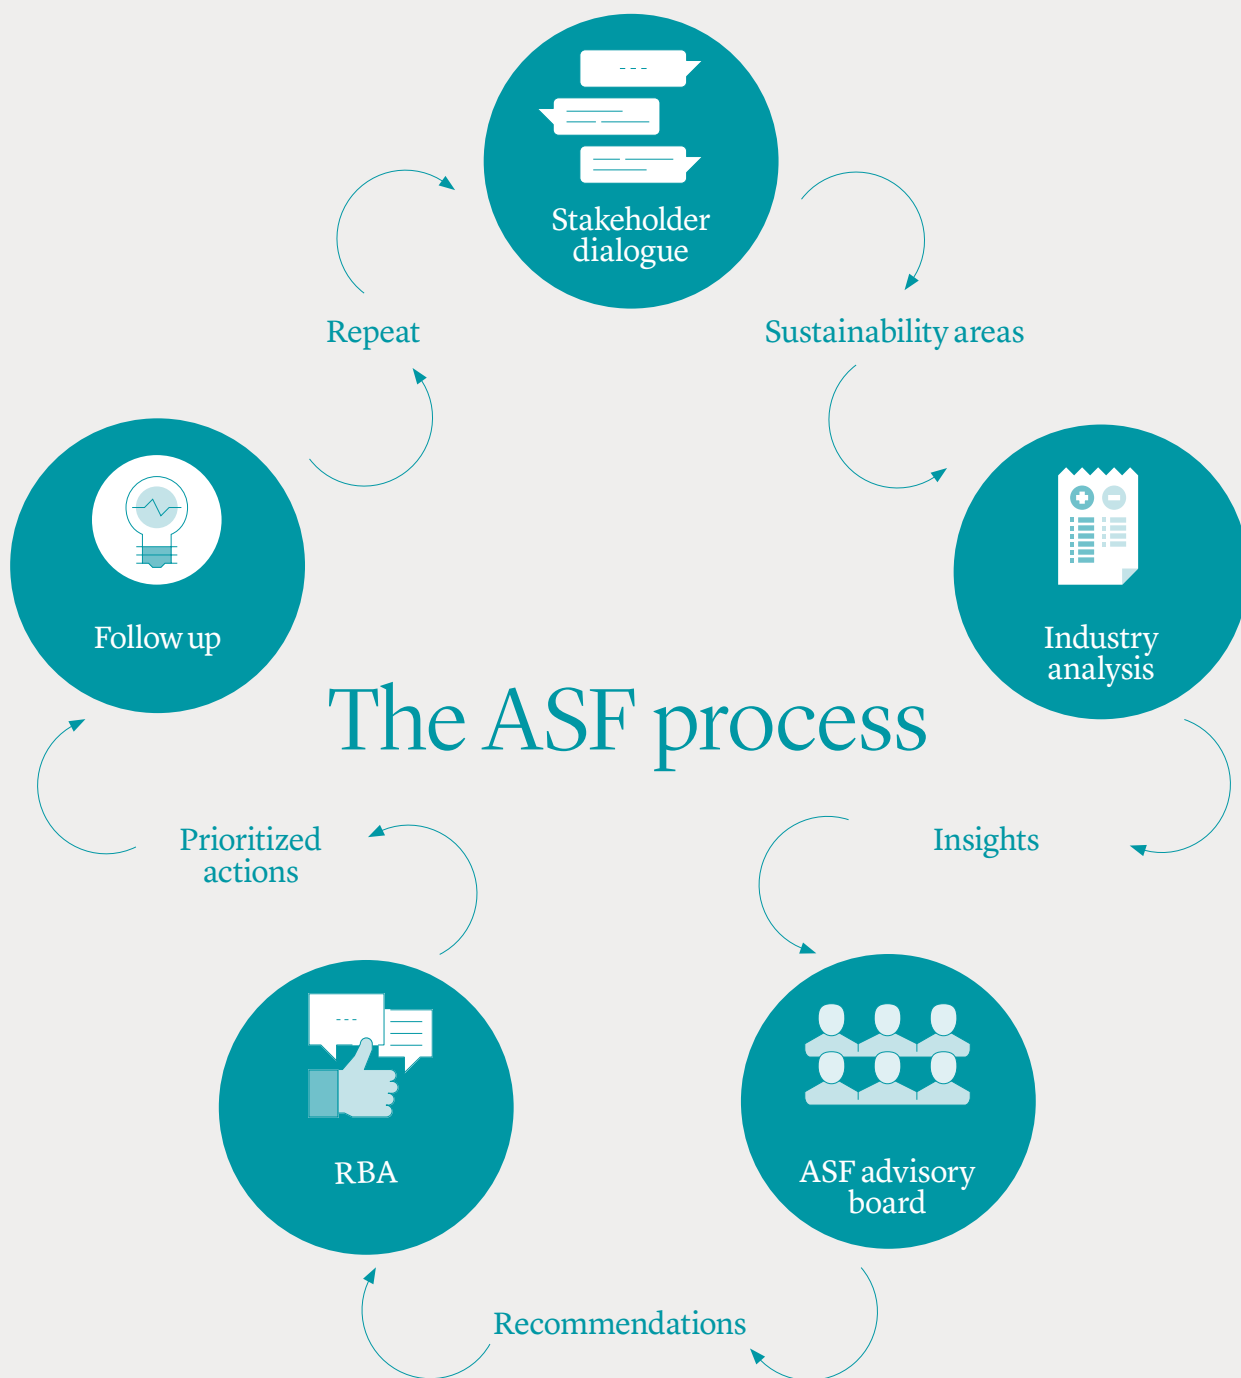 Stakeholder
dialogue
Repeat
Sustainability areas
Follow up
Industry
analysis
The ASF process
Prioritized
actions
Insights
RBA
ASF advisory
board
Recommendations